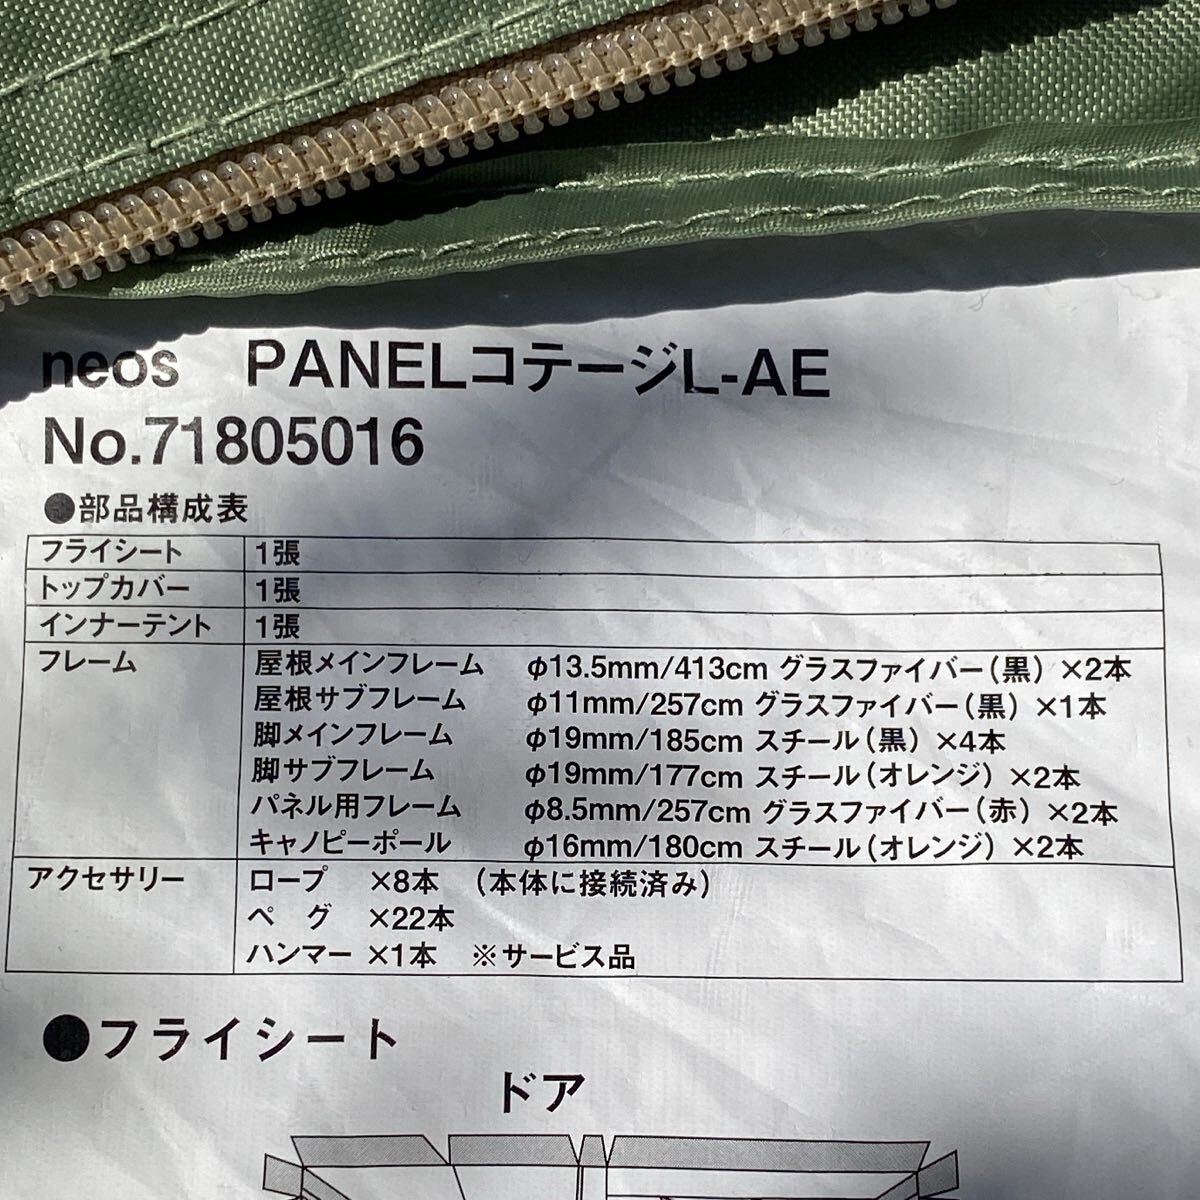 neos PANELコテージL-AE
No.71805016
●部品構成表
フライシート 1張
トップカバー 1張
インナーテント 1張
フレーム 屋根メインフレーム φ13.5mm/413cm グラスファイバー（黒）×2本
屋根サブフレーム φ11mm/257cm グラスファイバー（黒）×1本
脚メインフレーム φ19mm/185cm スチール（黒）×4本
脚サブフレーム φ19mm/177cm スチール（オレンジ）×2本
パネル用フレーム φ8.5mm/257cm グラスファイバー（赤）×2本
キャノピーポール φ16mm/180cm スチール（オレンジ）×2本
アクセサリー ロープ ×8本 （本体に接続済み）
ペグ ×22本
ハンマー ×1本 ※サービス品
●フライシート
ドア